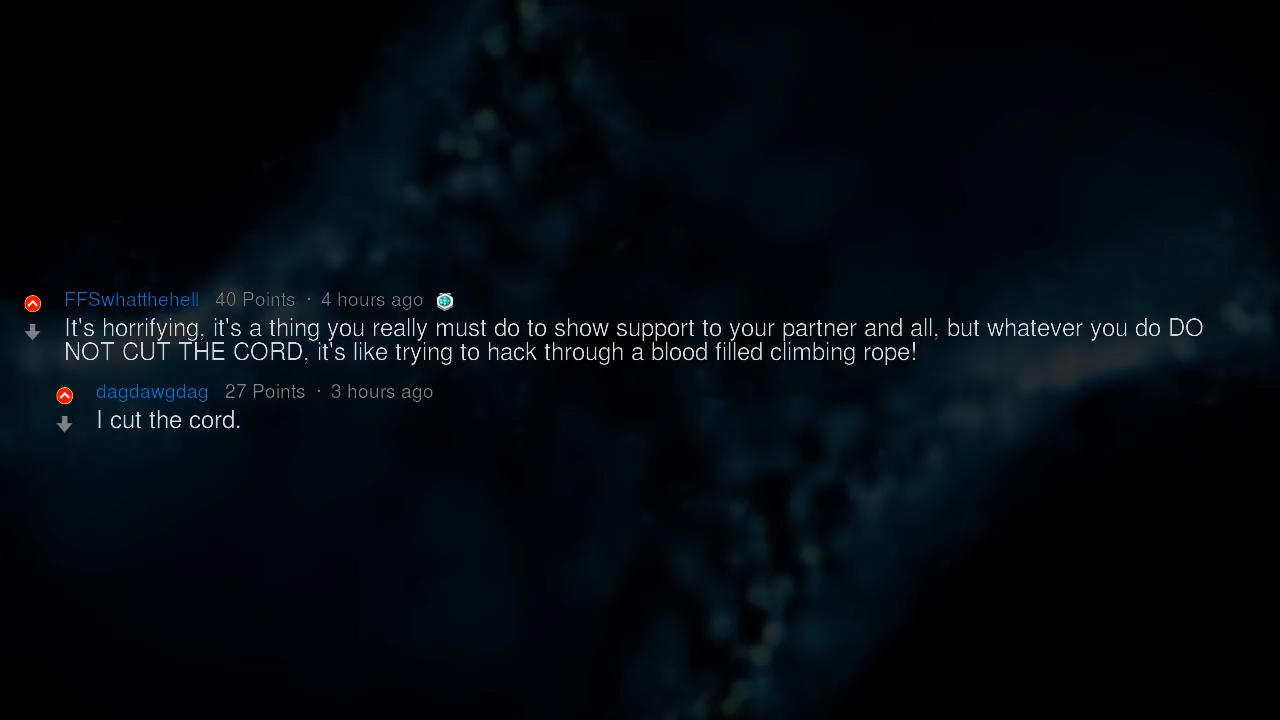 FFSwhatthehell 40 Points · 4 hours ago
It's horrifying, it's a thing you really must do to show support to your partner and all, but whatever you do DO
NOT CUT THE CORD, it's like trying to hack through a blood filled climbing rope!
dagdawgdag 27 Points · 3 hours ago
I cut the cord.